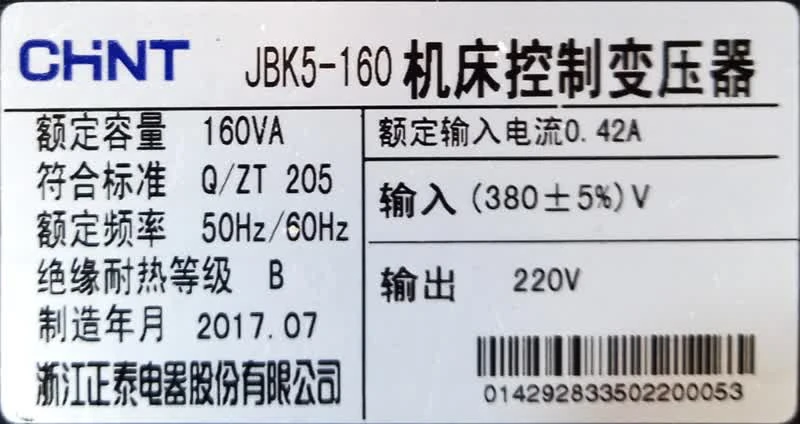 CHNT JBK5-160 机床控制变压器
额定容量 160VA
符合标准 Q/ZT 205
额定频率 50Hz/60Hz
绝缘耐热等级 B
制造年月 2017.07
浙江正泰电器股份有限公司
额定输入电流0.42A
输入 (380±5%)V
输出 220V
014292833502200053